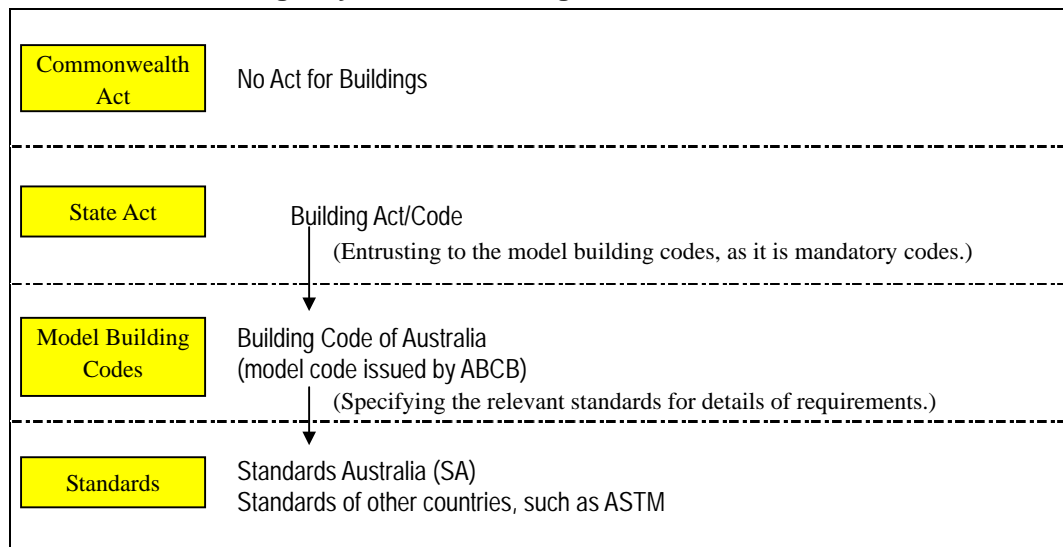 Commonwealth
Act
No Act for Buildings
State Act
Building Act/Code
(Entrusting to the model building codes, as it is mandatory codes.)
Model Building
Codes
Building Code of Australia
(model code issued by ABCB)
(Specifying the relevant standards for details of requirements.)
Standards
Standards Australia (SA)
Standards of other countries, such as ASTM